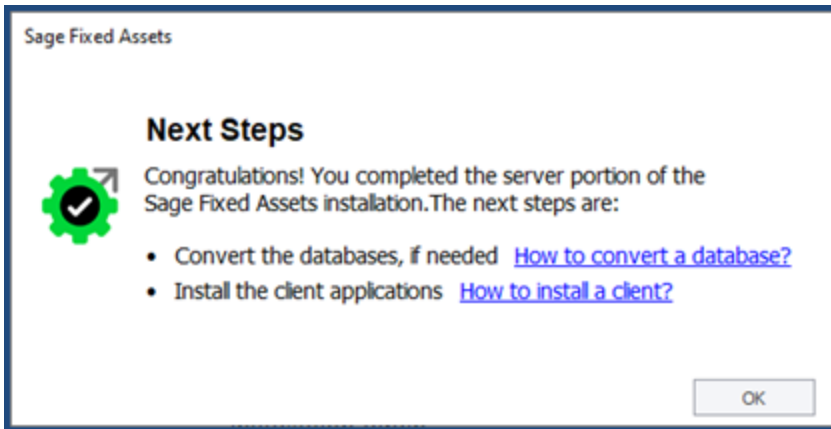 Sage Fixed Assets
Next Steps
Congratulations! You completed the server portion of the
Sage Fixed Assets installation.The next steps are:
• Convert the databases, if needed How to convert a database?
• Install the client applications How to install a client?
OK